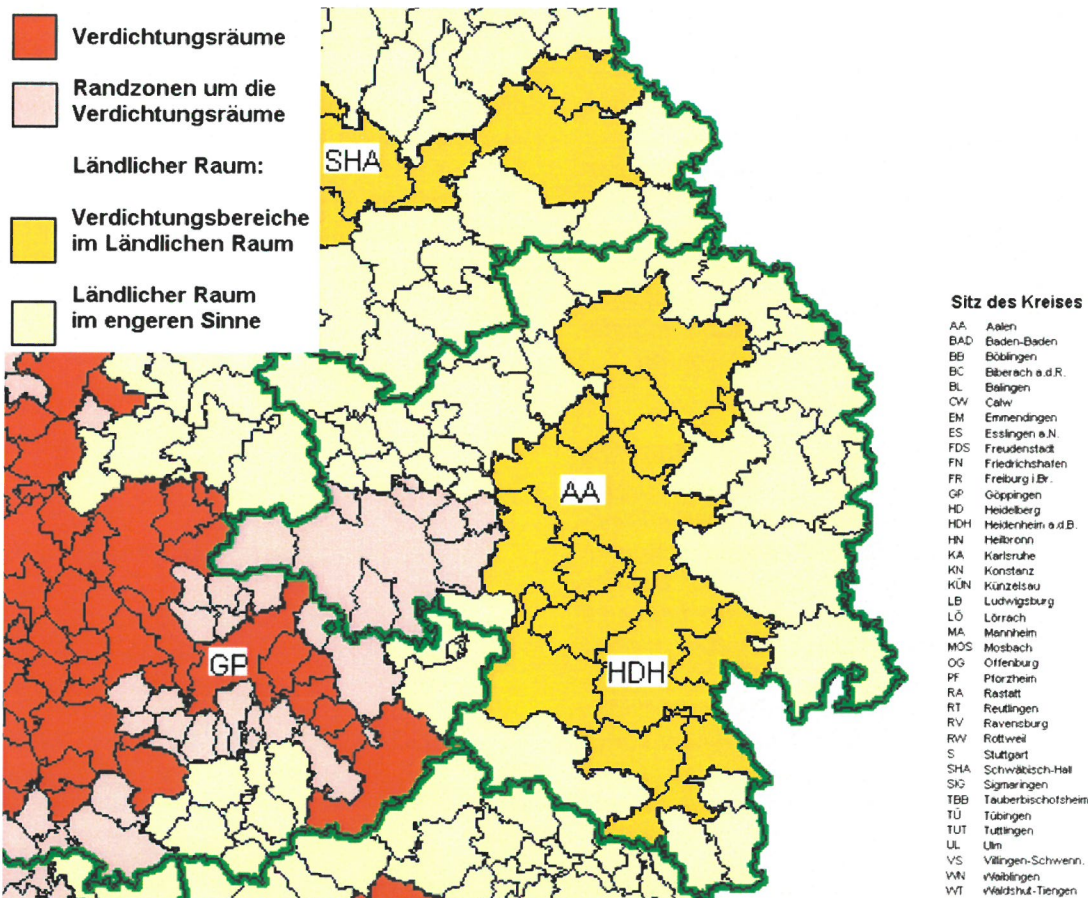 Verdichtungsräume
Randzonen um die
Verdichtungsräume
Ländlicher Raum:
Verdichtungsbereiche
im Ländlichen Raum
Ländlicher Raum
im engeren Sinne
SHA
AA
GP
HDH
Sitz des Kreises
AA Aalen
BAD Baden-Baden
BB Böblingen
BC Biberach a.d.R.
BL Balingen
CW Calw
EM Emmendingen
ES Esslingen a.N.
FDS Freudenstadt
FN Friedrichshafen
FR Freiburg i.Br.
GP Göppingen
HD Heidelberg
HDH Heidenheim a.d.B.
HN Heilbronn
KA Karlsruhe
KN Konstanz
KÜN Künzelsau
LB Ludwigsburg
LÖ Lörrach
MA Mannheim
MOS Mosbach
OG Offenburg
PF Pforzheim
RA Rastatt
RT Reutlingen
RV Ravensburg
RW Rottweil
S Stuttgart
SHA Schwäbisch-Hall
SIG Sigmaringen
TBB Tauberbischofsheim
TÜ Tübingen
TUT Tuttlingen
UL Ulm
VS Villingen-Schwenn.
WN Waiblingen
WT Waldshut-Tiengen